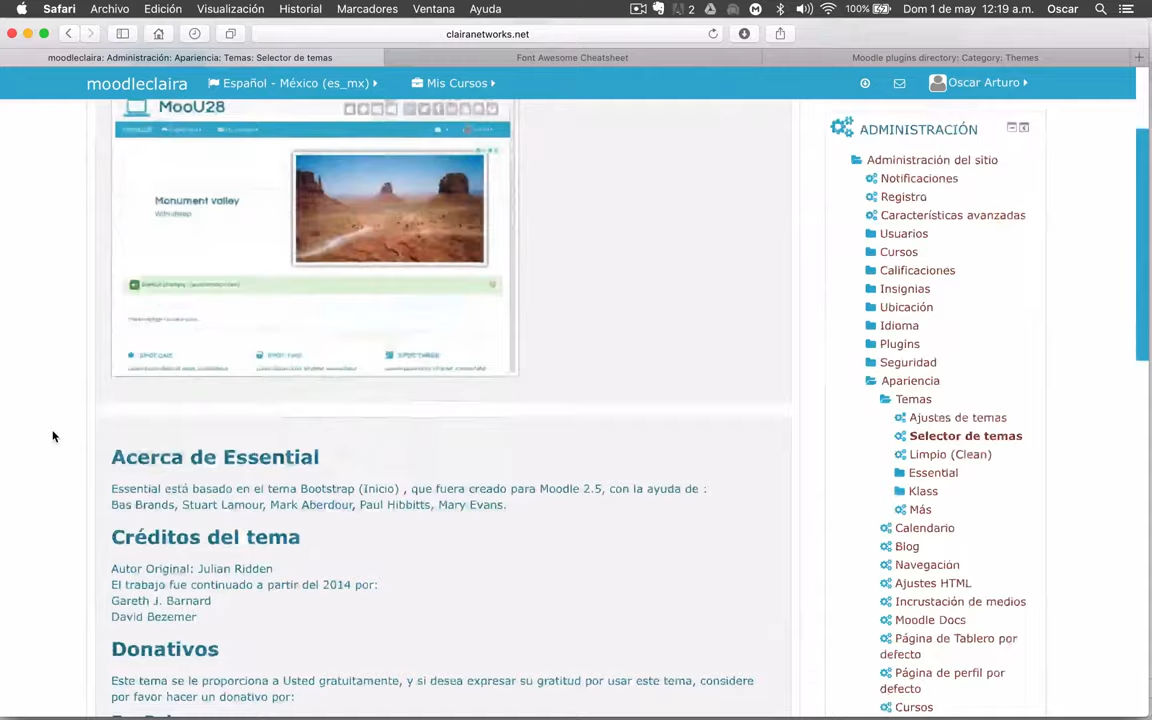 Safari Archivo Edición Visualización Historial Marcadores Ventana Ayuda 2 100% Dom 1 de may 12:19 a.m. Oscar
clairanetworks.net
moodleclaira: Administración: Apariencia: Temas: Selector de temas Font Awesome Cheatsheet Moodle plugins directory: Category: Themes
moodleclaira Español - México (es_mx) Mis Cursos Oscar Arturo
MooU28
Monument valley
Acerca de Essential
Essential está basado en el tema Bootstrap (Inicio) , que fuera creado para Moodle 2.5, con la ayuda de :
Bas Brands, Stuart Lamour, Mark Aberdour, Paul Hibbitts, Mary Evans.
Créditos del tema
Autor Original: Julian Ridden
El trabajo fue continuado a partir del 2014 por:
Gareth J. Barnard
David Bezemer
Donativos
Este tema se le proporciona a Usted gratuitamente, y si desea expresar su gratitud por usar este tema, considere
por favor hacer un donativo por:
ADMINISTRACIÓN
Administración del sitio
Notificaciones
Registro
Características avanzadas
Usuarios
Cursos
Calificaciones
Insignias
Ubicación
Idioma
Plugins
Seguridad
Apariencia
Temas
Ajustes de temas
Selector de temas
Limpio (Clean)
Essential
Klass
Más
Calendario
Blog
Navegación
Ajustes HTML
Incrustación de medios
Moodle Docs
Página de Tablero por
defecto
Página de perfil por
defecto
Cursos